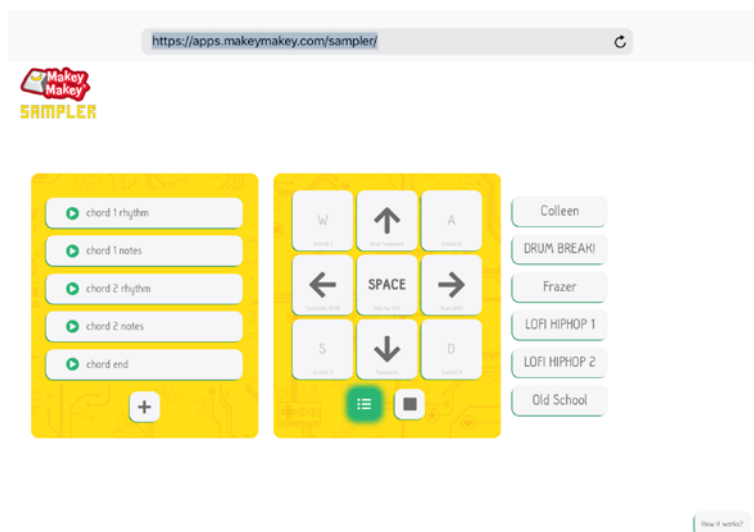 https://apps.makeymakey.com/sampler/
Makey
Makey
SAMPLER
chord 1 rhythm
chord 1 notes
chord 2 rhythm
chord 2 notes
chord end
W
A
SPACE
S
D
Colleen
DRUM BREAK!
Frazer
LOFI HIPHOP 1
LOFI HIPHOP 2
Old School
How it works?